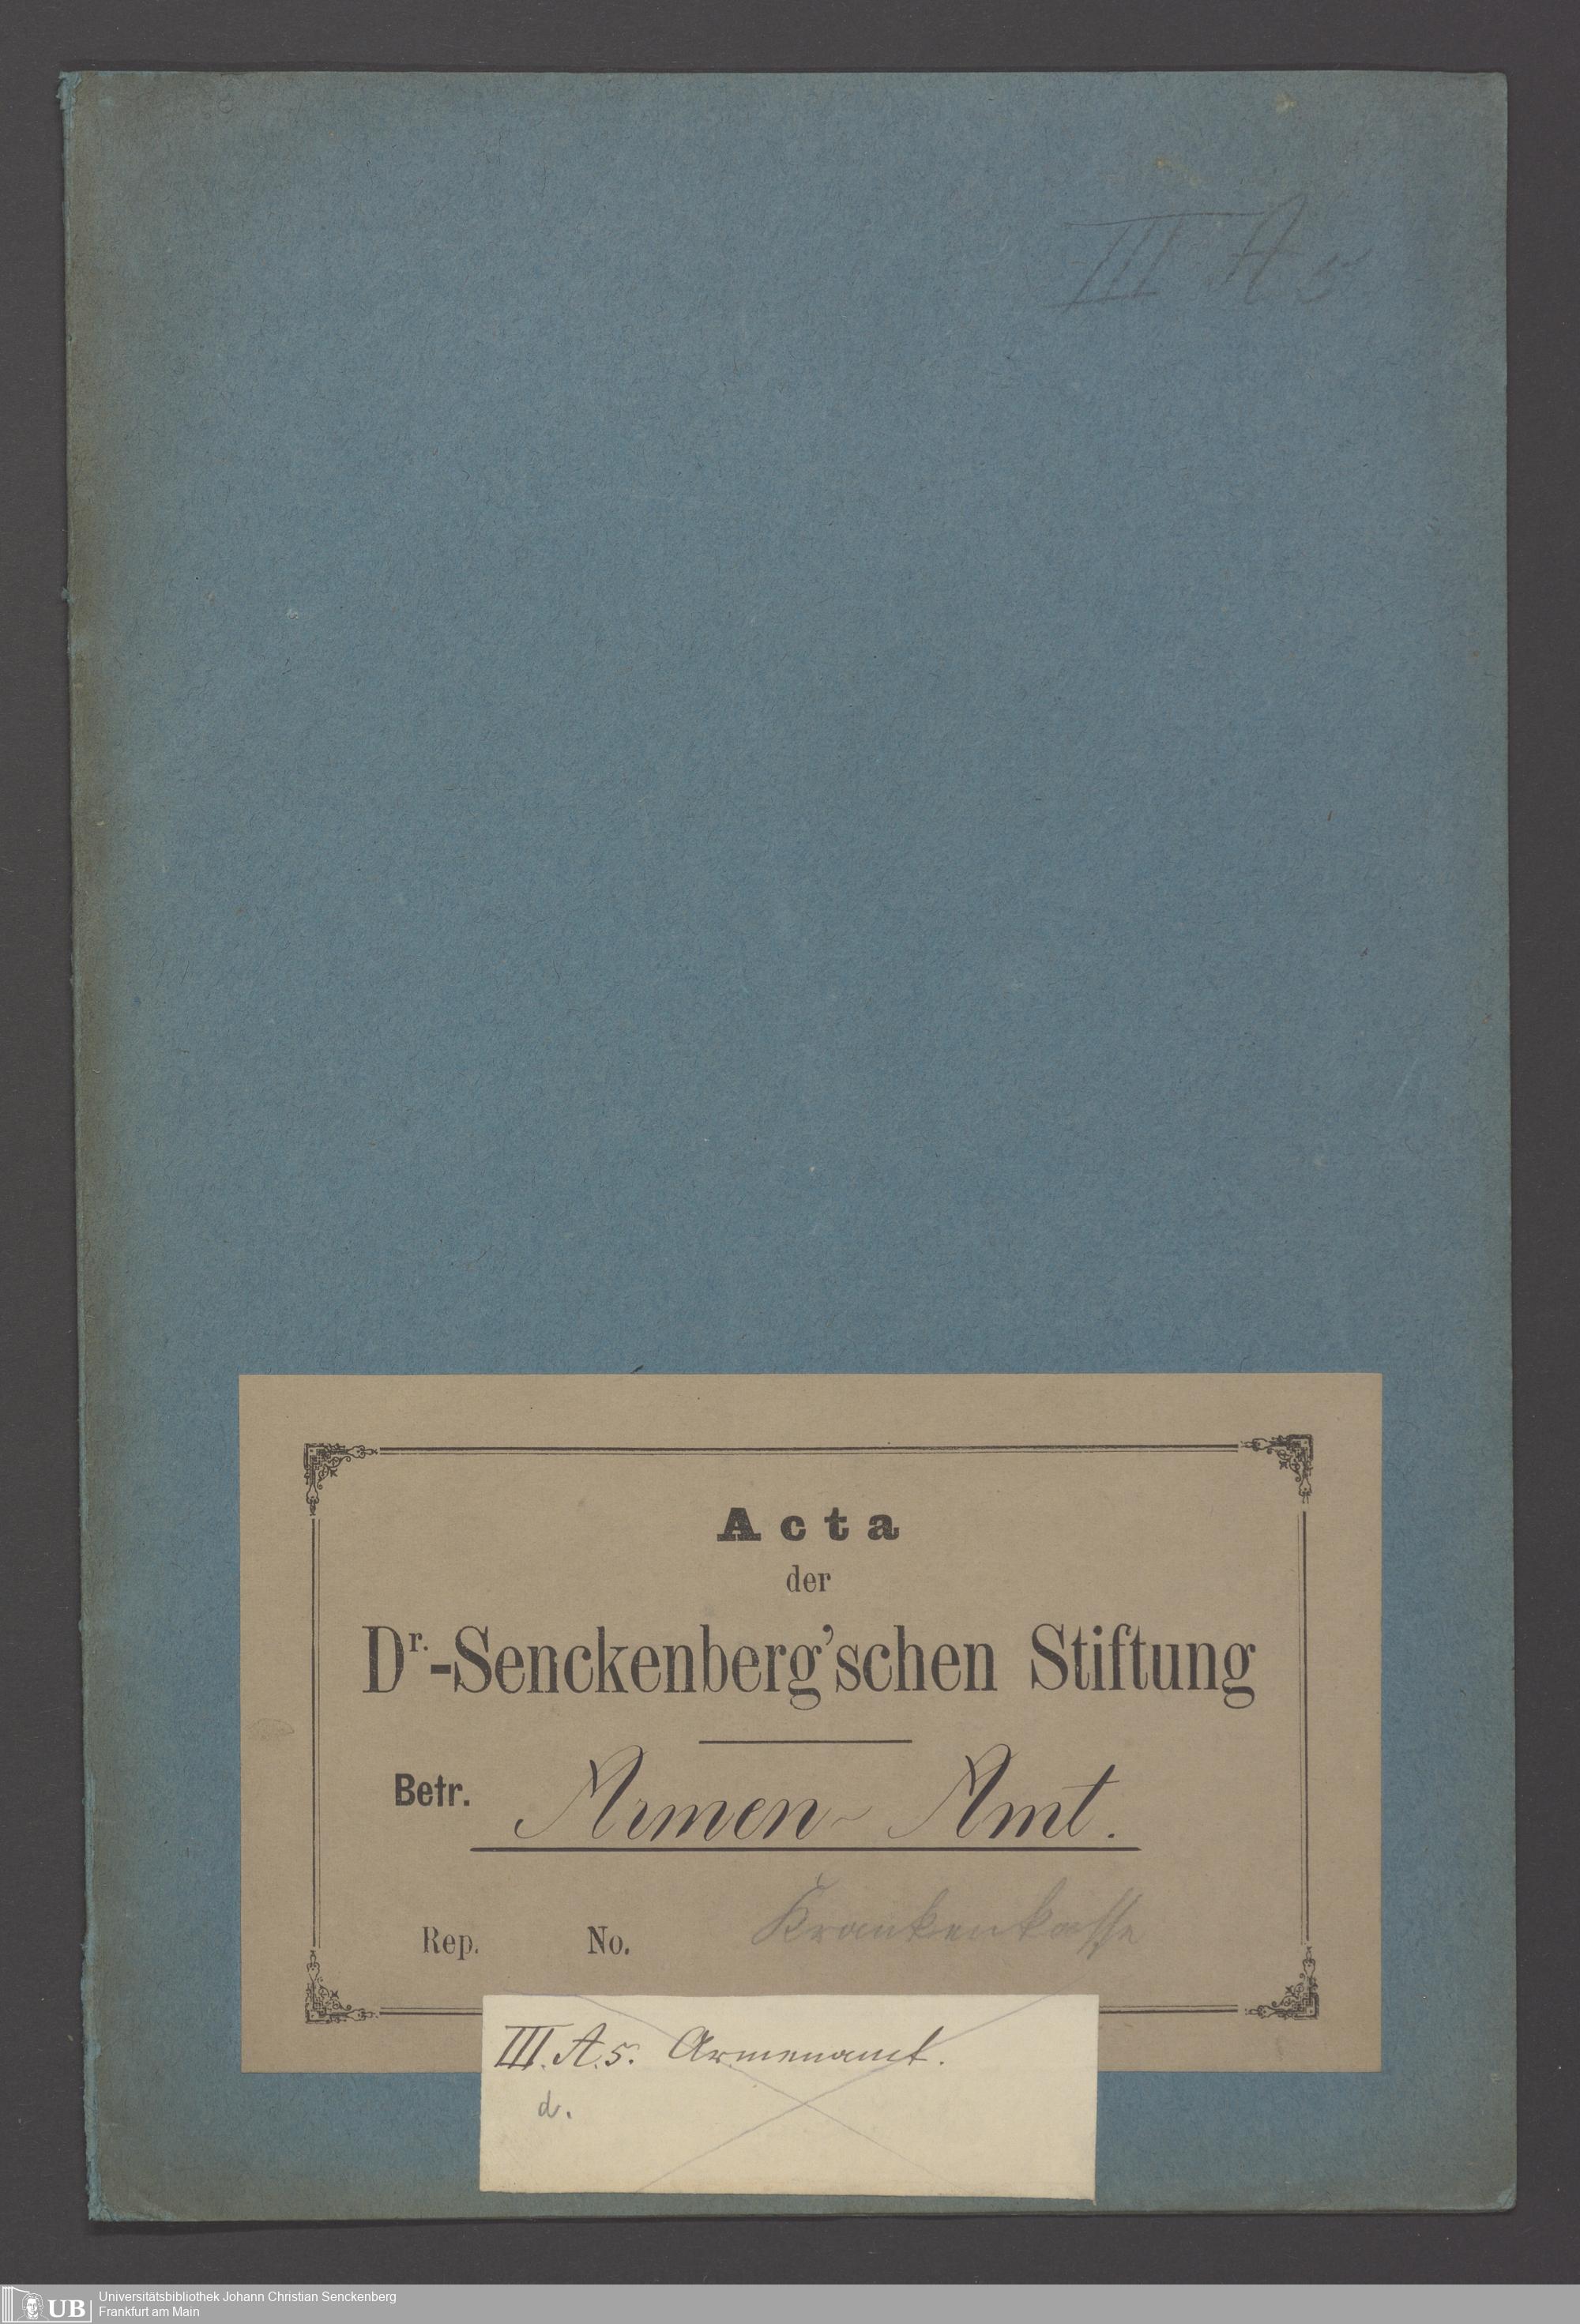 III A 5
Acta
der
Dr.-Senckenberg'schen Stiftung
Betr. Armen-Amt.
Krankenkasse
Rep. No.
III. A. 5. Armenamt.
d.
UB
Universitätsbibliothek Johann Christian Senckenberg
Frankfurt am Main